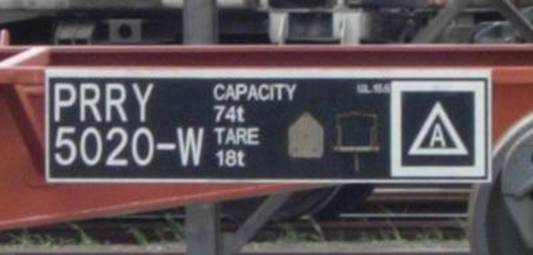 PRRY
5020-W
CAPACITY
74t
TARE
18t
A